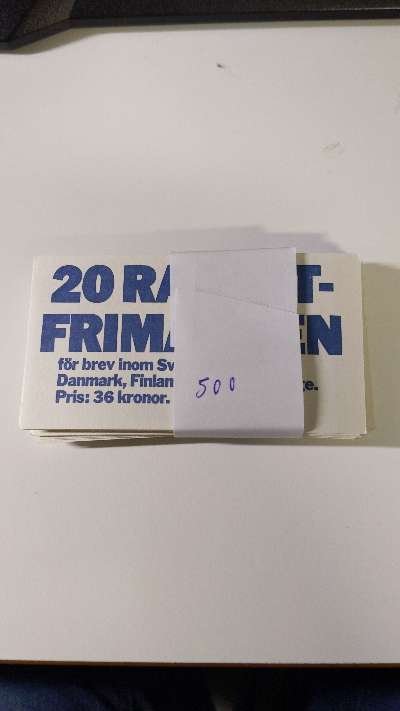 20 RA T-
FRIMA EN
för brev inom Sv
Danmark, Finlan te.
Pris: 36 kronor.
500